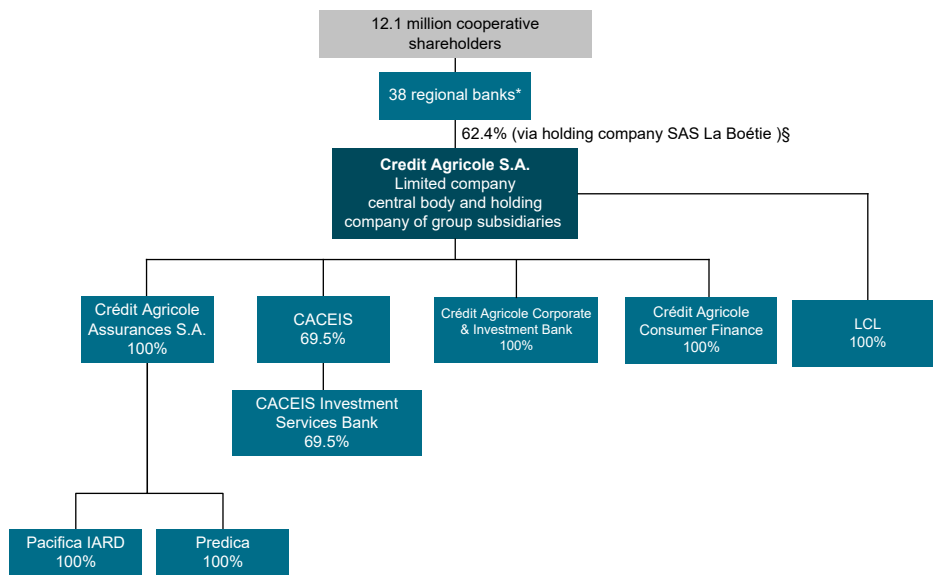 12.1 million cooperative
shareholders
38 regional banks*
62.4% (via holding company SAS La Boétie )§
Credit Agricole S.A.
Limited company
central body and holding
company of group subsidiaries
Crédit Agricole
Assurances S.A.
100%
CACEIS
69.5%
Crédit Agricole Corporate
& Investment Bank
100%
Crédit Agricole
Consumer Finance
100%
LCL
100%
CACEIS Investment
Services Bank
69.5%
Pacifica IARD
100%
Predica
100%